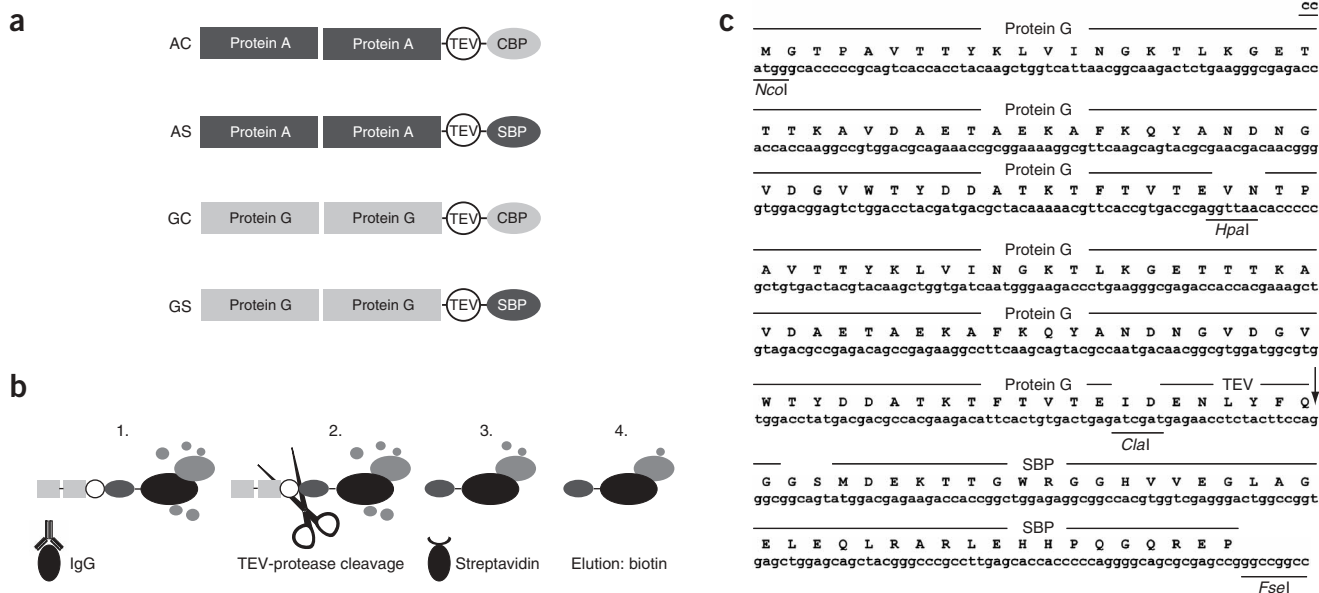 a
AC Protein A Protein A TEV CBP
AS Protein A Protein A TEV SBP
GC Protein G Protein G TEV CBP
GS Protein G Protein G TEV SBP
b
1. 2. 3. 4.
IgG TEV-protease cleavage Streptavidin Elution: biotin
c
cc
Protein G
M G T P A V T T Y K L V I N G K T L K G E T
atgggcacccccgcagtcaccacctacaagctggtcattaacggcaagactctgaagggcgagacc
NcoI
Protein G
T T K A V D A E T A E K A F K Q Y A N D N G
accaccaaggccgtggacgcagaaaccgcggaaaaggcgttcaagcagtacgcgaacgacaacggg
Protein G
V D G V W T Y D D A T K T F T V T E V N T P
gtggacggagtctggacctacgatgacgctacaaaaacgttcaccgtgaccgaggttaacacccccc
HpaI
Protein G
A V T T Y K L V I N G K T L K G E T T T K A
gctgtgactacgtacaagctggtgatcaatgggaagaccctgaagggcgagaccaccacgaaagct
Protein G
V D A E T A E K A F K Q Y A N D N G V D G V
gtagacgccgagacagccgagaaggccttcaagcagtacgccaatgacaacggcgtggatggcgtg
Protein G TEV
W T Y D D A T K T F T V T E I D E N L Y F Q
tggacctatgacgacgccacgaagacattcactgtgactgagatcgatgagaacctctacttccag
ClaI
SBP
G G S M D E K T T G W R G G H V V E G L A G
ggcggcagtatggacgagaagaccaccggctggagaggcggccacgtggtcgagggactggccggt
SBP
E L E Q L R A R L E H H P Q G Q R E P
gagctggagcagctacgggcccgccttgagcaccacccccaggggcagcgcgagccgggccggcc
FseI